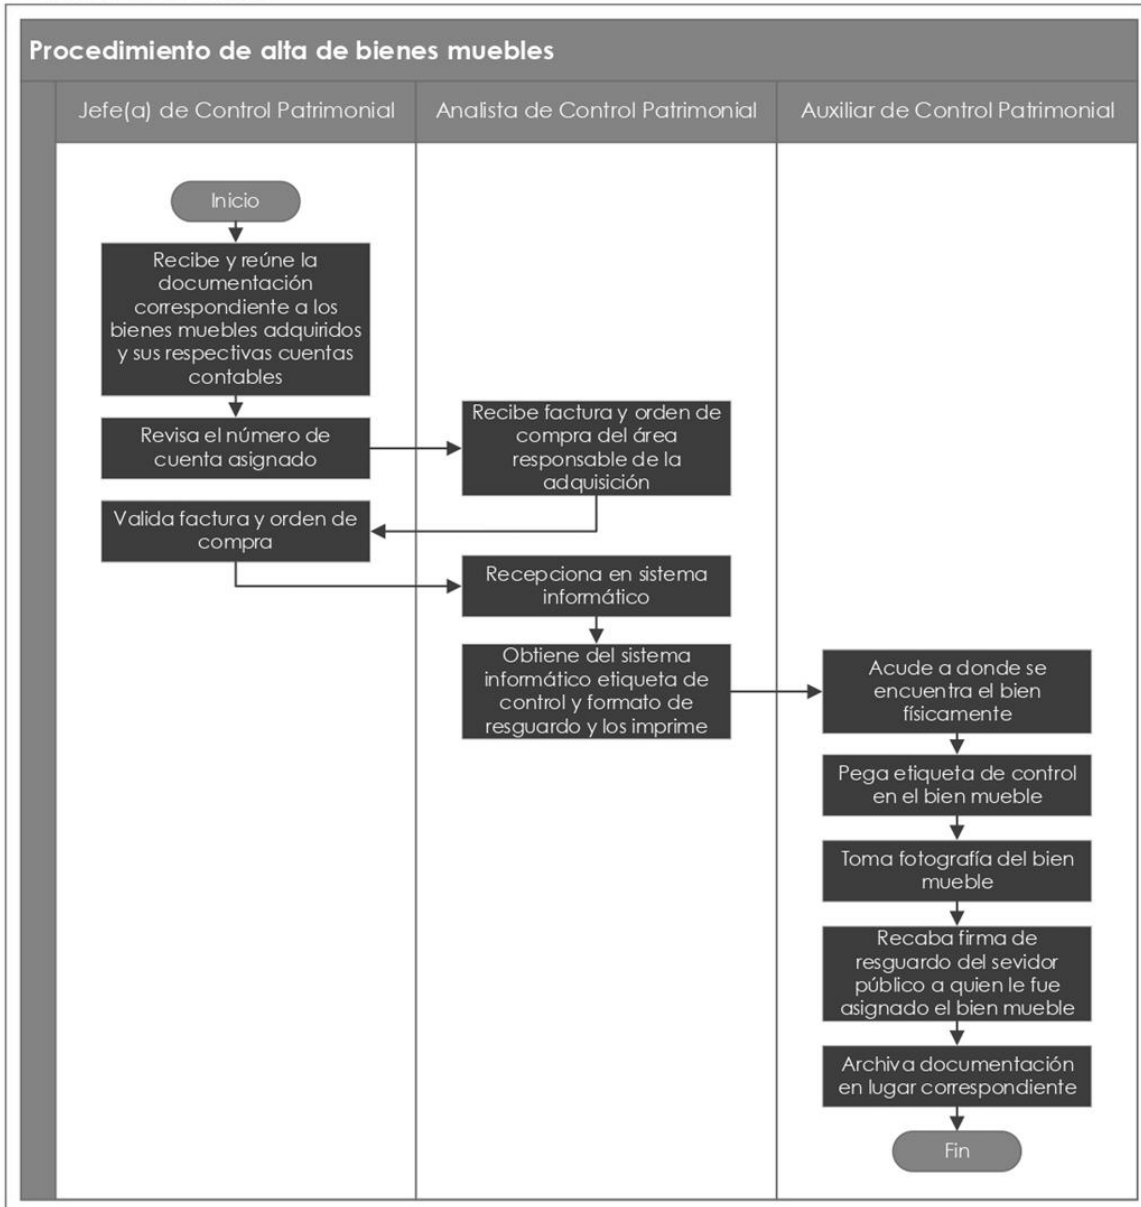 Procedimiento de alta de bienes muebles
Jefe(a) de Control Patrimonial
Analista de Control Patrimonial
Auxiliar de Control Patrimonial
Inicio
Recibe y reúne la
documentación
correspondiente a los
bienes muebles adquiridos
y sus respectivas cuentas
contables
Revisa el número de
cuenta asignado
Recibe factura y orden de
compra del área
responsable de la
adquisición
Valida factura y orden de
compra
Recepciona en sistema
informático
Obtiene del sistema
informático etiqueta de
control y formato de
resguardo y los imprime
Acude a donde se
encuentra el bien
físicamente
Pega etiqueta de control
en el bien mueble
Toma fotografía del bien
mueble
Recaba firma de
resguardo del sevidor
público a quien le fue
asignado el bien mueble
Archiva documentación
en lugar correspondiente
Fin